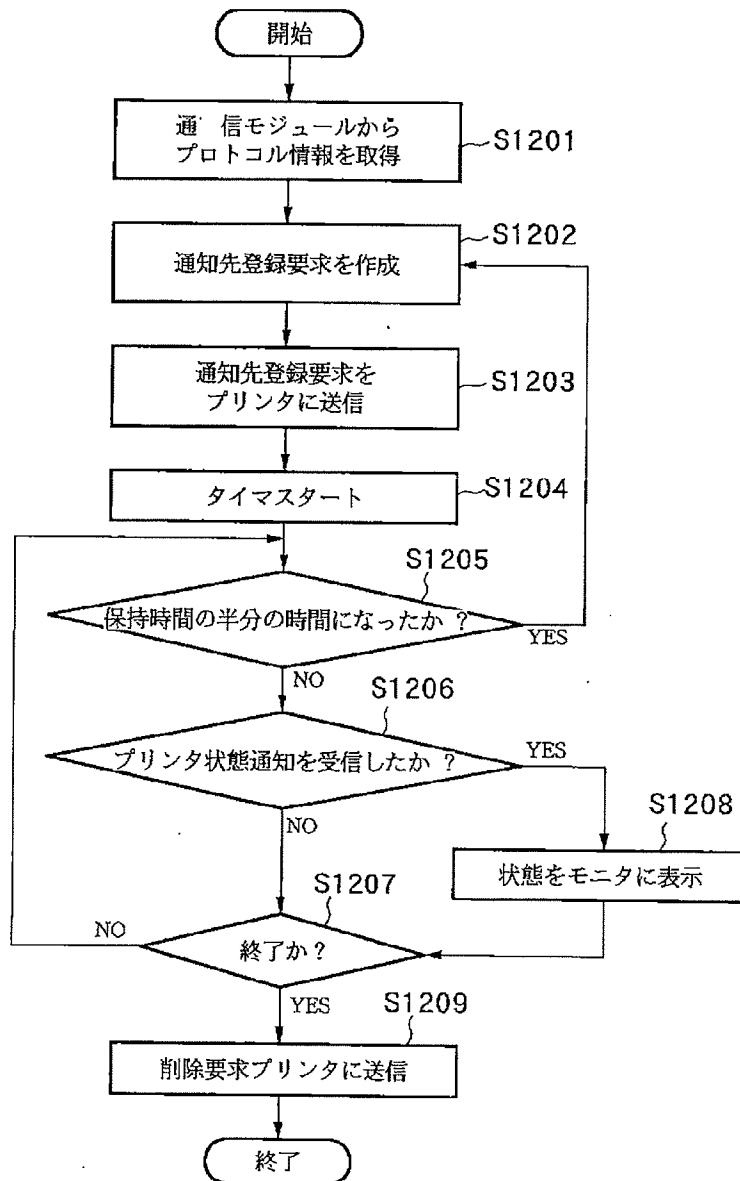 開始
通 信モジュールから
プロトコル情報を取得
S1201
S1202
通知先登録要求を作成
通知先登録要求を
プリンタに送信
S1203
タイマスタート
S1204
S1205
保持時間の半分の時間になったか ?
YES
NO
S1206
プリンタ状態通知を受信したか ?
YES
NO
S1208
状態をモニタに表示
S1207
NO
終了か?
YES
S1209
削除要求プリンタに送信
終了